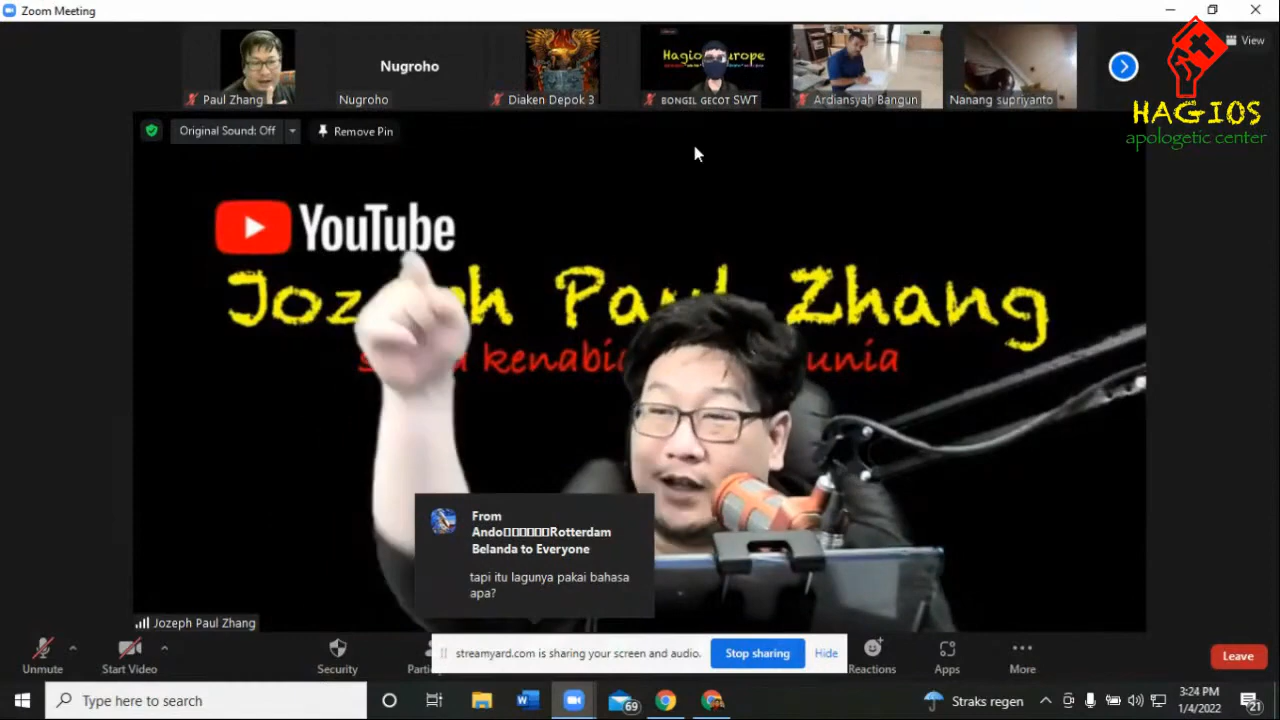 Zoom Meeting
View
Paul Zhang
Nugroho
Nugroho
Diaken Depok 3
BONGIL GECOT SWT
Ardiansyah Bangun
Nanang supriyanto
HAGIOS
apologetic center
Original Sound: Off
Remove Pin
YouTube
Jozeph Paul Zhang
From
Ando▯▯▯▯▯▯Rotterdam
Belanda to Everyone
tapi itu lagunya pakai bahasa
apa?
Jozeph Paul Zhang
streamyard.com is sharing your screen and audio.
Stop sharing
Hide
Unmute
Start Video
Security
Reactions
Apps
More
Leave
Type here to search
69
Straks regen
3:24 PM
1/4/2022
21